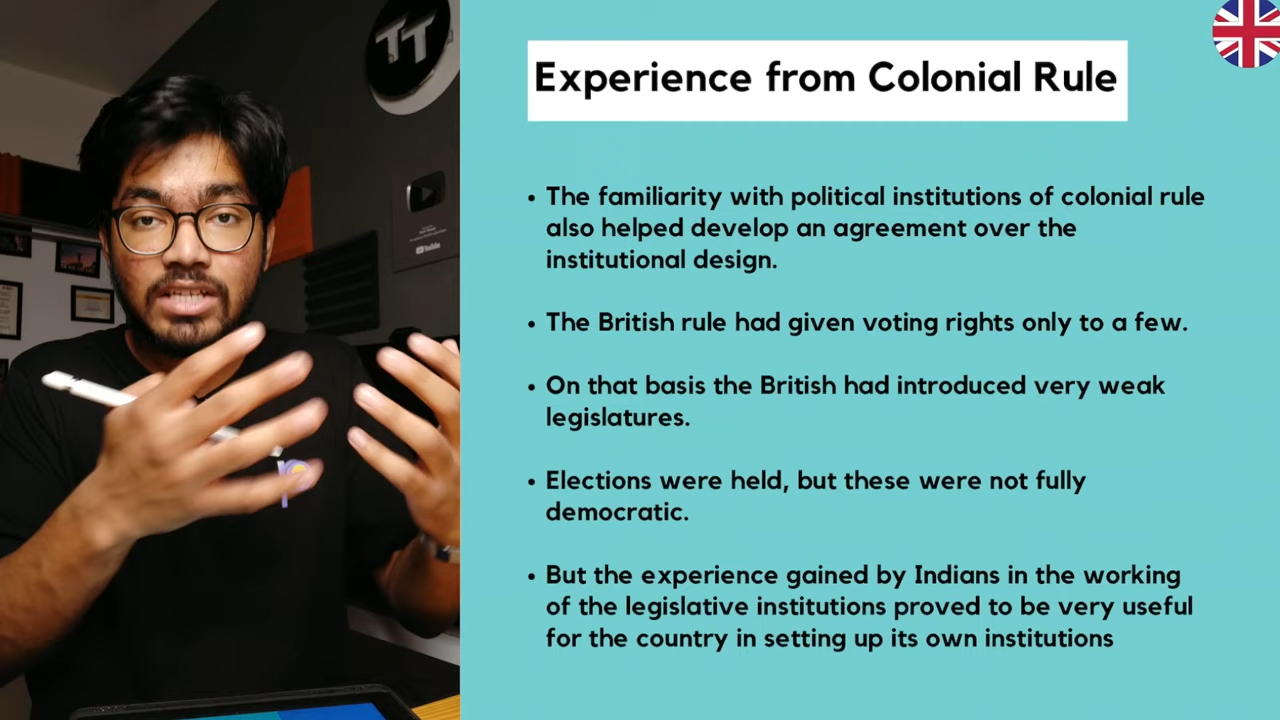 TT
YouTube
Experience from Colonial Rule
• The familiarity with political institutions of colonial rule
also helped develop an agreement over the
institutional design.
• The British rule had given voting rights only to a few.
• On that basis the British had introduced very weak
legislatures.
• Elections were held, but these were not fully
democratic.
• But the experience gained by Indians in the working
of the legislative institutions proved to be very useful
for the country in setting up its own institutions